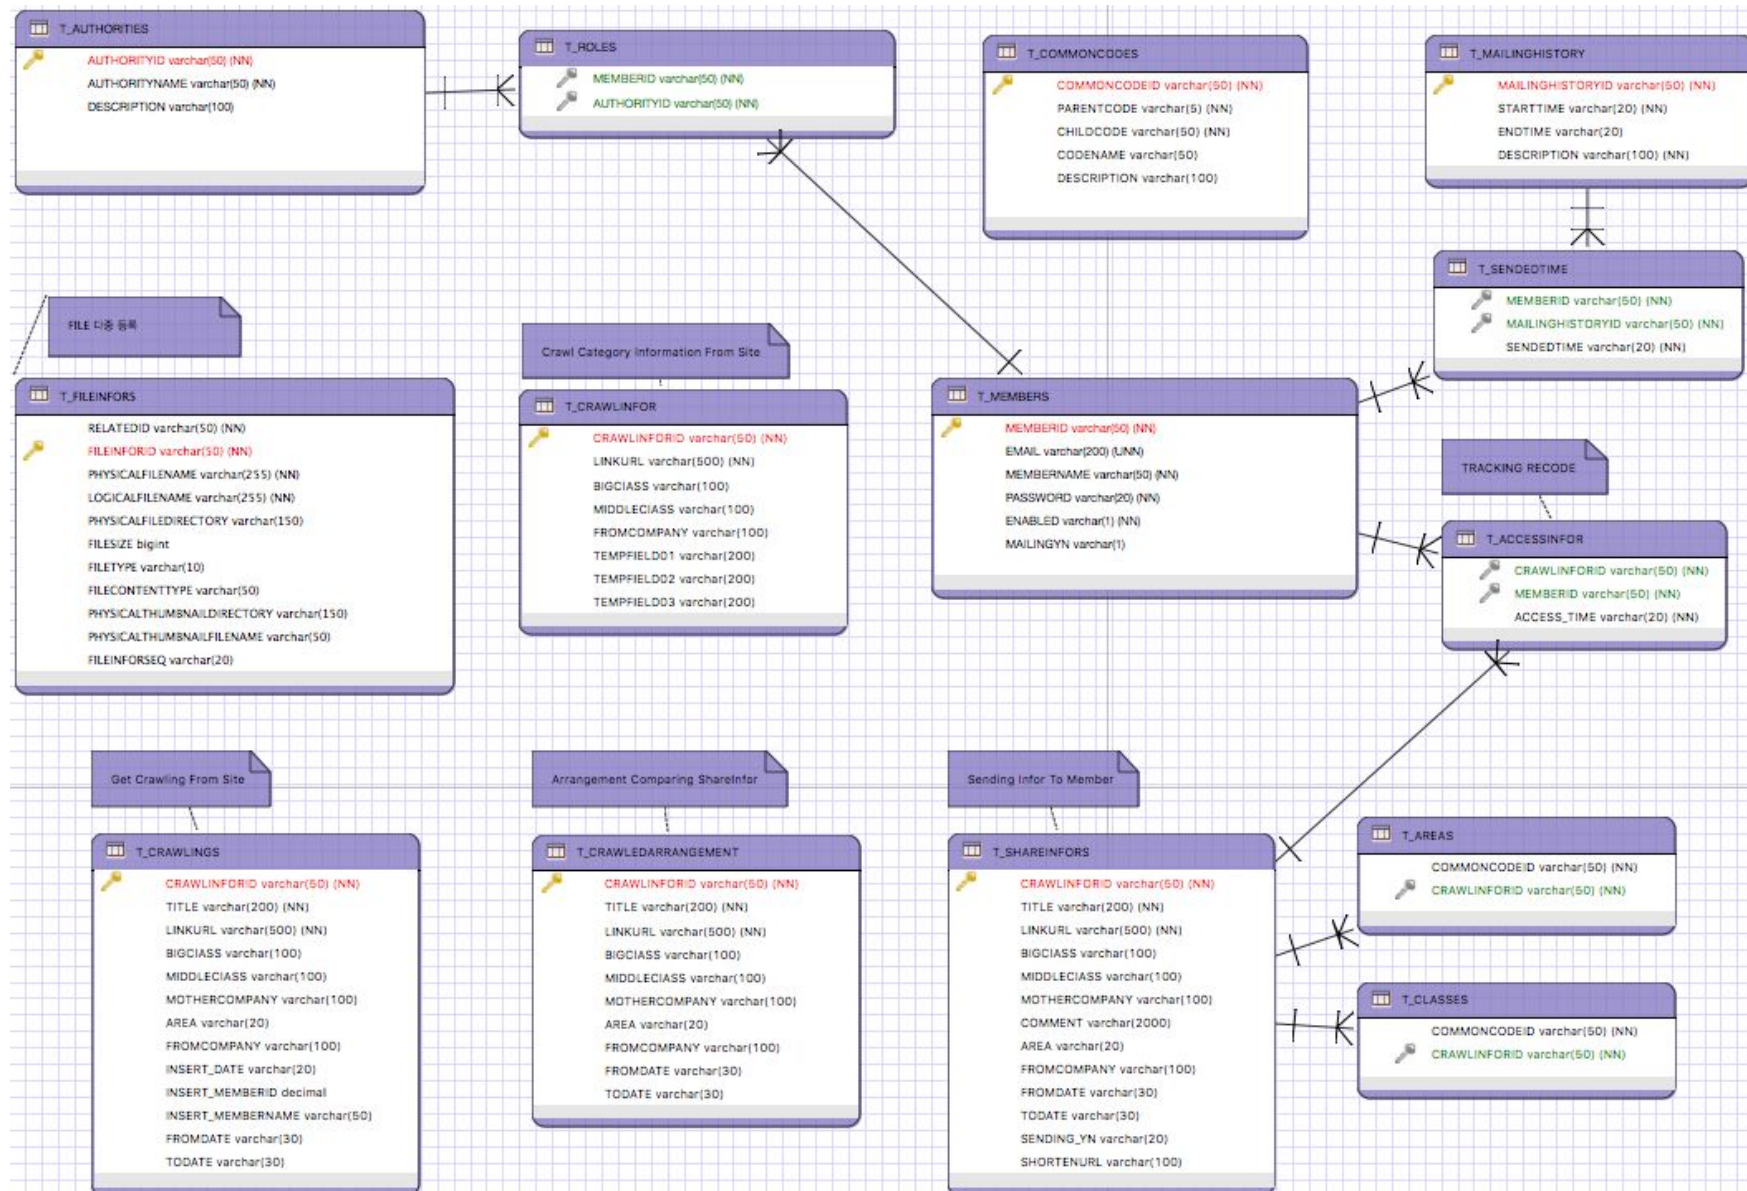 T_AUTHORITIES
AUTHORITYID varchar(50) (NN)
AUTHORITYNAME varchar(50) (NN)
DESCRIPTION varchar(100)
T_ROLES
MEMBERID varchar(50) (NN)
AUTHORITYID varchar(50) (NN)
T_COMMONCODES
COMMONCODEID varchar(50) (NN)
PARENTCODE varchar(5) (NN)
CHILDCODE varchar(50) (NN)
CODENAME varchar(50)
DESCRIPTION varchar(100)
T_MAILINGHISTORY
MAILINGHISTORYID varchar(50) (NN)
STARTTIME varchar(20) (NN)
ENDTIME varchar(20)
DESCRIPTION varchar(100) (NN)
T_SENDEDTIME
MEMBERID varchar(50) (NN)
MAILINGHISTORYID varchar(50) (NN)
SENDEDTIME varchar(20) (NN)
FILE 다중 등록
T_FILEINFORS
RELATEDID varchar(50) (NN)
FILEINFORID varchar(50) (NN)
PHYSICALFILENAME varchar(255) (NN)
LOGICALFILENAME varchar(255) (NN)
PHYSICALFILEDIRECTORY varchar(150)
FILESIZE bigint
FILETYPE varchar(10)
FILECONTENTTYPE varchar(50)
PHYSICALTHUMBNAILDIRECTORY varchar(150)
PHYSICALTHUMBNAILFILENAME varchar(50)
FILEINFORSEQ varchar(20)
Crawl Category Information From Site
T_CRAWLINFOR
CRAWLINFORID varchar(50) (NN)
LINKURL varchar(500) (NN)
BIGCIASS varchar(100)
MIDDLECIASS varchar(100)
FROMCOMPANY varchar(100)
TEMPFIELD01 varchar(200)
TEMPFIELD02 varchar(200)
TEMPFIELD03 varchar(200)
T_MEMBERS
MEMBERID varchar(50) (NN)
EMAIL varchar(200) (UNN)
MEMBERNAME varchar(50) (NN)
PASSWORD varchar(20) (NN)
ENABLED varchar(1) (NN)
MAILINGYN varchar(1)
TRACKING RECODE
T_ACCESSINFOR
CRAWLINFORID varchar(50) (NN)
MEMBERID varchar(50) (NN)
ACCESS_TIME varchar(20) (NN)
Get Crawling From Site
T_CRAWLINGS
CRAWLINFORID varchar(50) (NN)
TITLE varchar(200) (NN)
LINKURL varchar(500) (NN)
BIGCIASS varchar(100)
MIDDLECIASS varchar(100)
MOTHERCOMPANY varchar(100)
AREA varchar(20)
FROMCOMPANY varchar(100)
INSERT_DATE varchar(20)
INSERT_MEMBERID decimal
INSERT_MEMBERNAME varchar(50)
FROMDATE varchar(30)
TODATE varchar(30)
Arrangement Comparing ShareInfor
T_CRAWLEDARRANGEMENT
CRAWLINFORID varchar(50) (NN)
TITLE varchar(200) (NN)
LINKURL varchar(500) (NN)
BIGCIASS varchar(100)
MIDDLECIASS varchar(100)
MOTHERCOMPANY varchar(100)
AREA varchar(20)
FROMCOMPANY varchar(100)
FROMDATE varchar(30)
TODATE varchar(30)
Sending Infor To Member
T_SHAREINFORS
CRAWLINFORID varchar(50) (NN)
TITLE varchar(200) (NN)
LINKURL varchar(500) (NN)
BIGCIASS varchar(100)
MIDDLECIASS varchar(100)
MOTHERCOMPANY varchar(100)
COMMENT varchar(2000)
AREA varchar(20)
FROMCOMPANY varchar(100)
FROMDATE varchar(30)
TODATE varchar(30)
SENDING_YN varchar(20)
SHORTENURL varchar(100)
T_AREAS
COMMONCODEID varchar(50) (NN)
CRAWLINFORID varchar(50) (NN)
T_CLASSES
COMMONCODEID varchar(50) (NN)
CRAWLINFORID varchar(50) (NN)